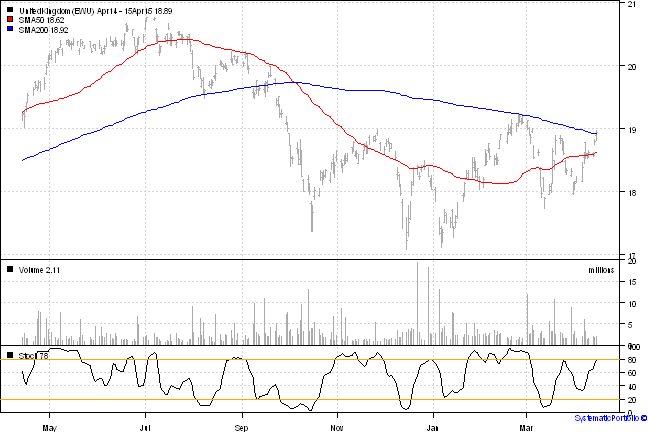 UnitedKingdom (EWU) Apr14 - 15Apr15 18.89
SMA50 18.62
SMA200 18.92
21
20
19
18
17
Volume 2.11
millions
20
15
10
5
0
Stoch 78
100
80
60
40
20
0
May
Jul
Sep
Nov
Jan
Mar
SystematicPortfolio ©